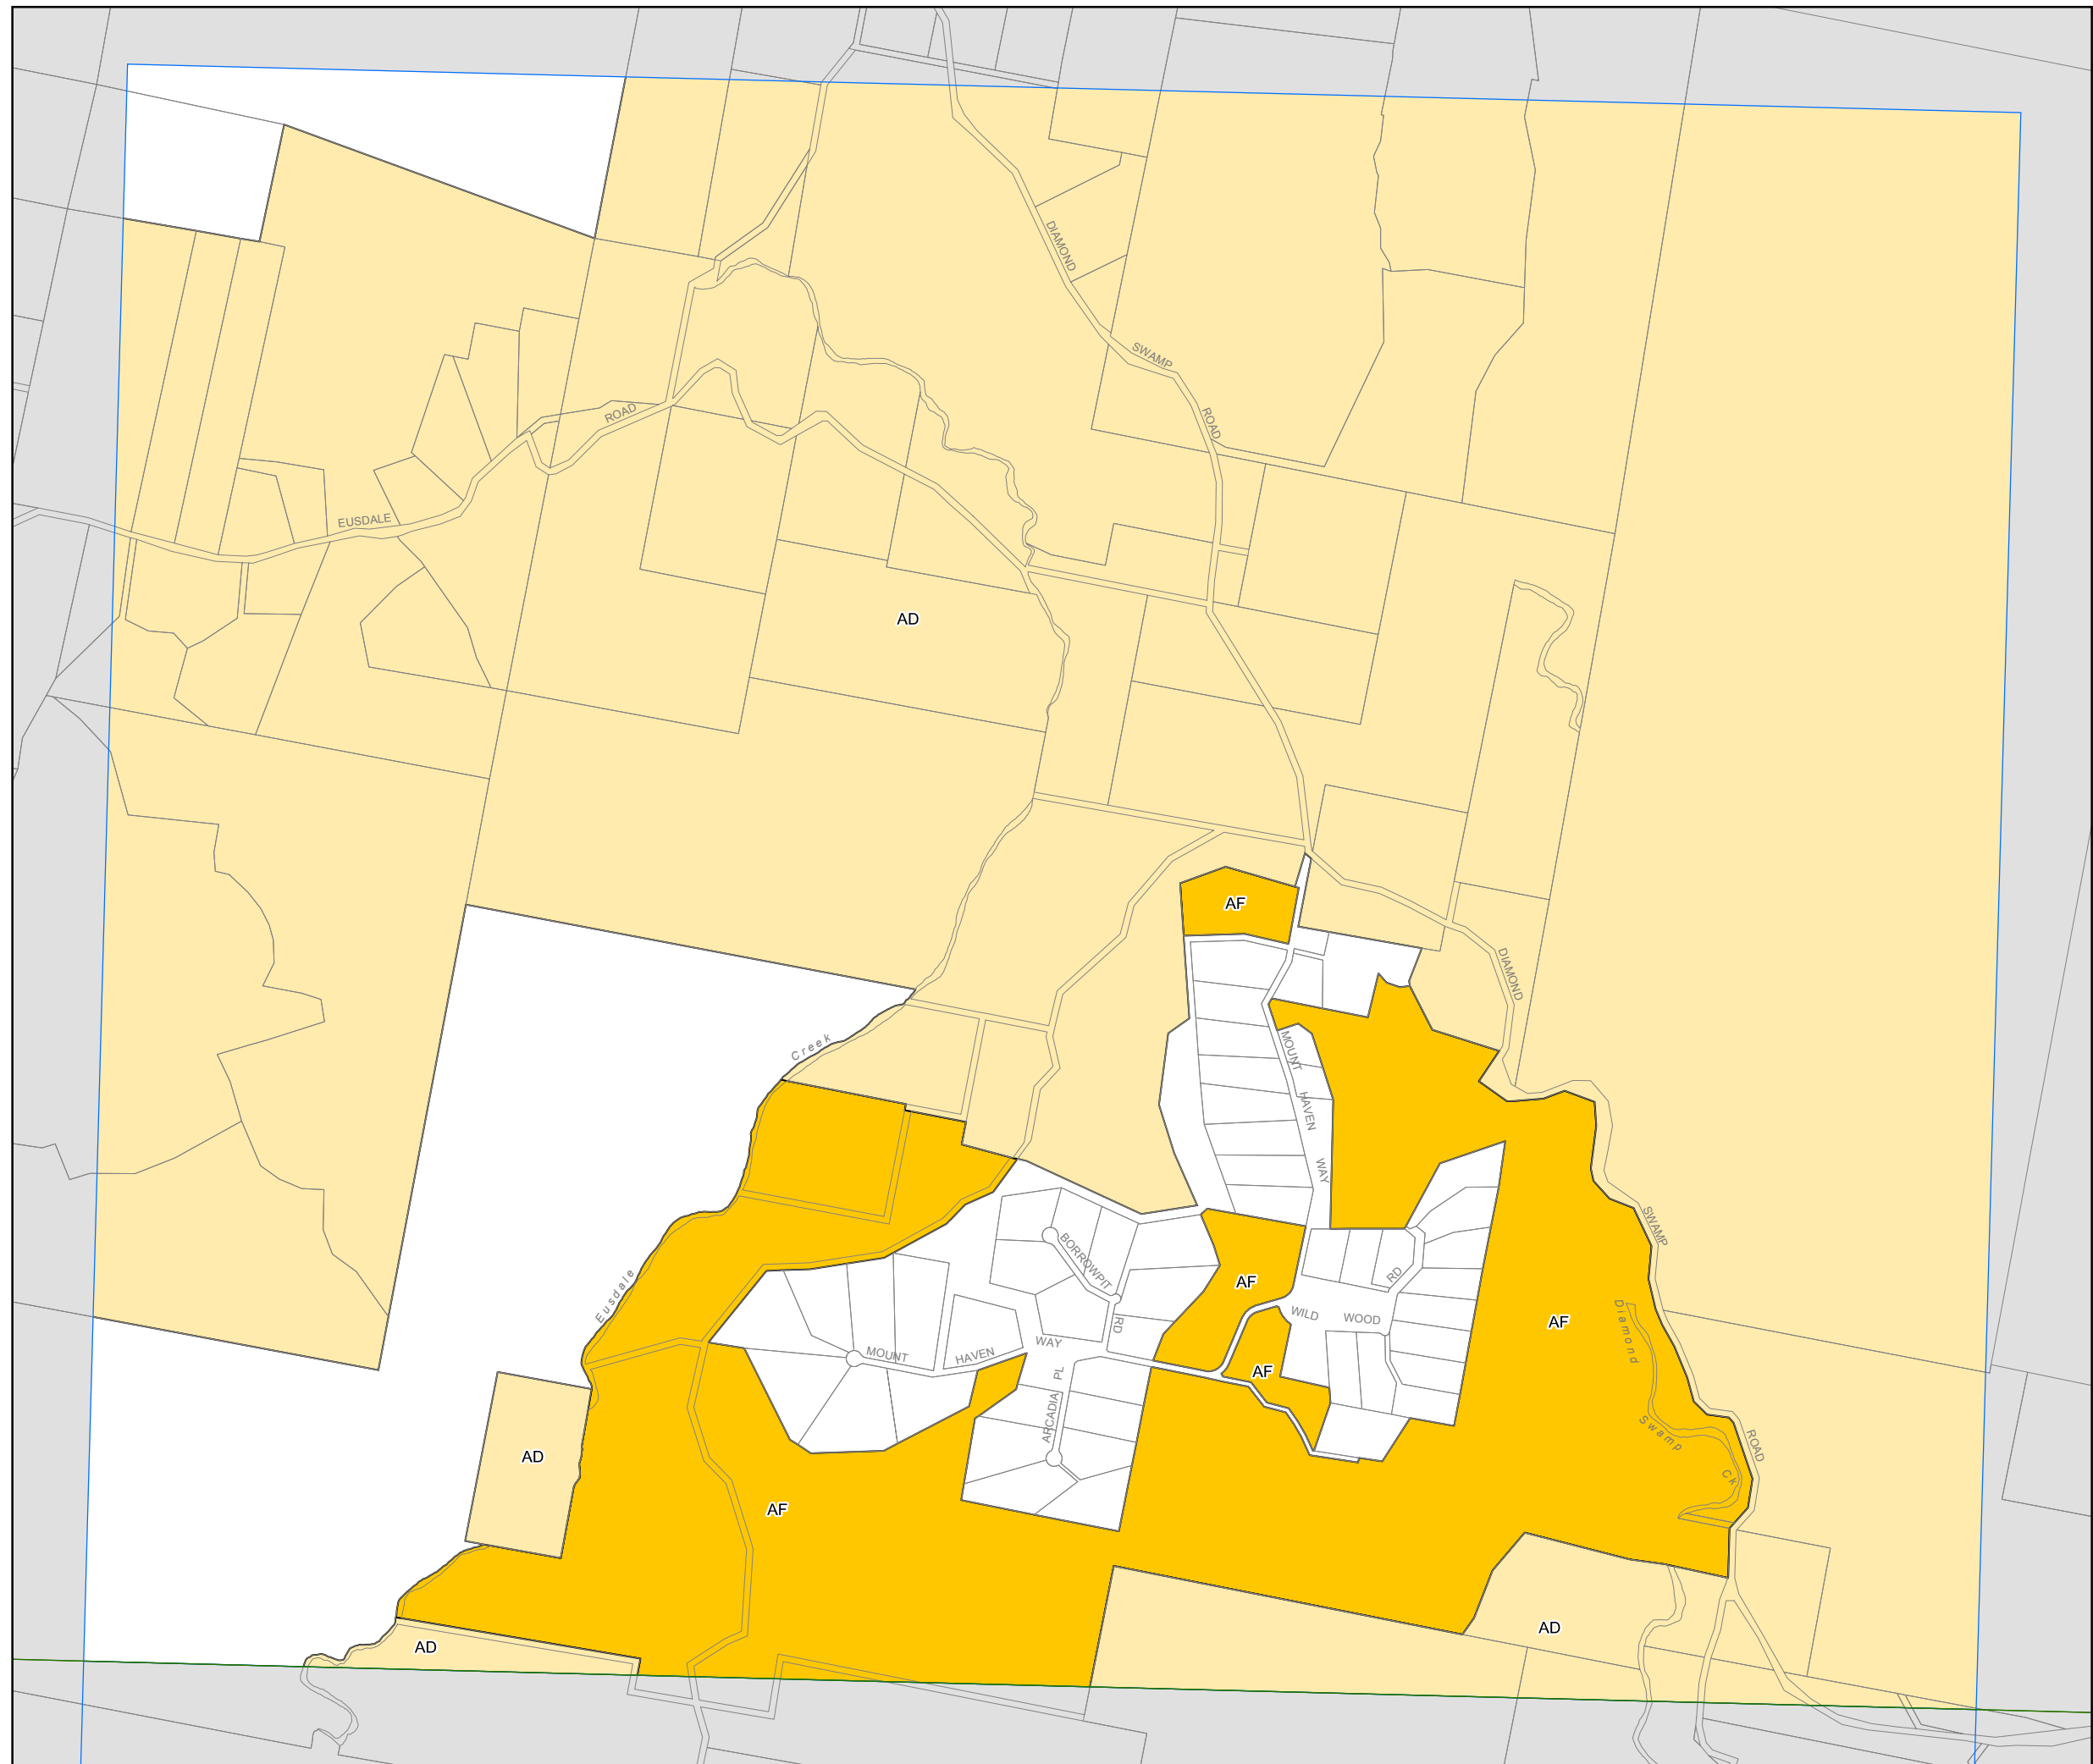 DIAMOND
SWAMP
ROAD
ROAD
EUSDALE
AD
AF
DIAMOND
Creek
MOUNT
HAVEN
WAY
SWAMP
BORROWPIT
RD
AF
RD
WILD
WOOD
AF
Eusdale
Diamond
WAY
MOUNT
HAVEN
AF
PL
ARCADIA
Swamp
ROAD
AD
Ck
AF
AD
AD